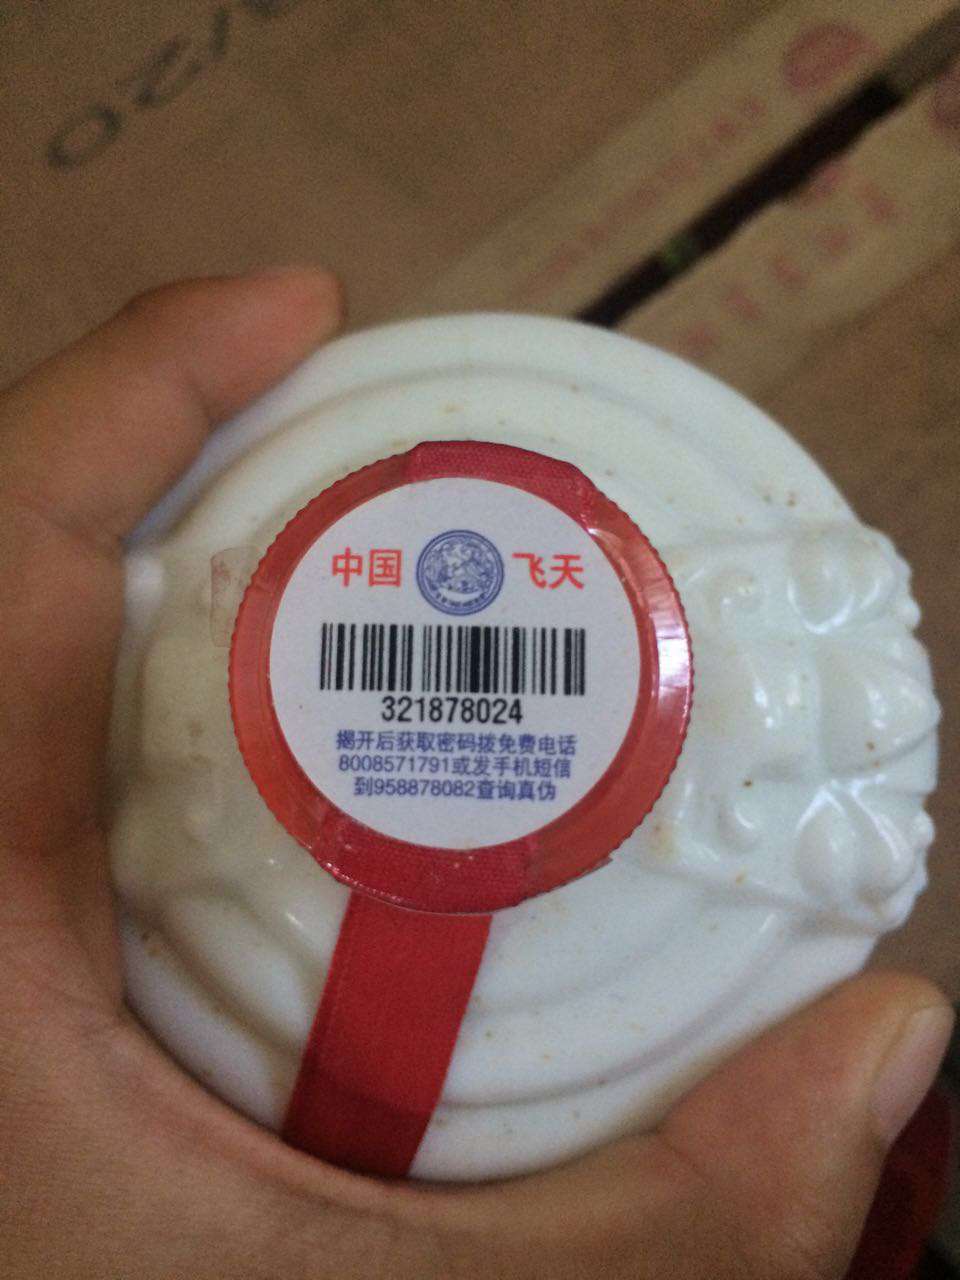 中国 飞天
321878024
揭开后获取密码拨免费电话
8008571791或发手机短信
到958878082查询真伪